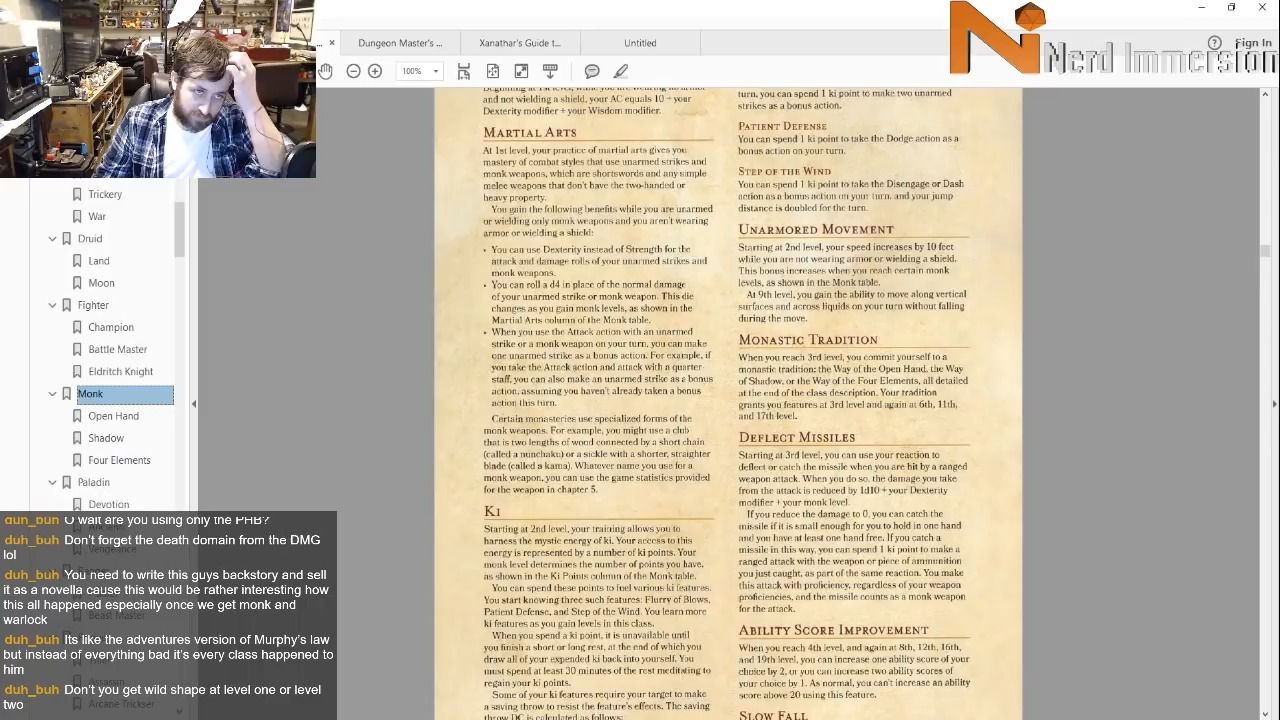 Dungeon Master's ...
Xanathar's Guide t...
Untitled
Sign In
Nerd Immersion
100%
Trickery
War
Druid
Land
Moon
Fighter
Champion
Battle Master
Eldritch Knight
Monk
Open Hand
Shadow
Four Elements
Paladin
Devotion
duh_buh O wait are you using only the PHB?
duh_buh Don't forget the death domain from the DMG
lol
duh_buh You need to write this guys backstory and sell
it as a novella cause this would be rather interesting how
this all happened especially once we get monk and
warlock
duh_buh Its like the adventures version of Murphy's law
but instead of everything bad it's every class happened to
him
duh_buh Don't you get wild shape at level one or level
two
Vengeance
Beast Master
Assassin
Arcane Trickster
and not wielding a shield, your AC equals 10 + your
Dexterity modifier + your Wisdom modifier.
MARTIAL ARTS
At 1st level, your practice of martial arts gives you
mastery of combat styles that use unarmed strikes and
monk weapons, which are shortswords and any simple
melee weapons that don't have the two-handed or
heavy property.
You gain the following benefits while you are unarmed
or wielding only monk weapons and you aren't wearing
armor or wielding a shield:
• You can use Dexterity instead of Strength for the
attack and damage rolls of your unarmed strikes and
monk weapons.
• You can roll a d4 in place of the normal damage
of your unarmed strike or monk weapon. This die
changes as you gain monk levels, as shown in the
Martial Arts column of the Monk table.
• When you use the Attack action with an unarmed
strike or a monk weapon on your turn, you can make
one unarmed strike as a bonus action. For example, if
you take the Attack action and attack with a quarter-
staff, you can also make an unarmed strike as a bonus
action, assuming you haven't already taken a bonus
action this turn.
Certain monasteries use specialized forms of the
monk weapons. For example, you might use a club
that is two lengths of wood connected by a short chain
(called a nunchaku) or a sickle with a shorter, straighter
blade (called a kama). Whatever name you use for a
monk weapon, you can use the game statistics provided
for the weapon in chapter 5.
KI
Starting at 2nd level, your training allows you to
harness the mystic energy of ki. Your access to this
energy is represented by a number of ki points. Your
monk level determines the number of points you have,
as shown in the Ki Points column of the Monk table.
You can spend these points to fuel various ki features.
You start knowing three such features: Flurry of Blows,
Patient Defense, and Step of the Wind. You learn more
ki features as you gain levels in this class.
When you spend a ki point, it is unavailable until
you finish a short or long rest, at the end of which you
draw all of your expended ki back into yourself. You
must spend at least 30 minutes of the rest meditating to
regain your ki points.
Some of your ki features require your target to make
a saving throw to resist the feature's effects. The saving
throw DC is calculated as follows:
turn, you can spend 1 ki point to make two unarmed
strikes as a bonus action.
PATIENT DEFENSE
You can spend 1 ki point to take the Dodge action as a
bonus action on your turn.
STEP OF THE WIND
You can spend 1 ki point to take the Disengage or Dash
action as a bonus action on your turn, and your jump
distance is doubled for the turn.
UNARMORED MOVEMENT
Starting at 2nd level, your speed increases by 10 feet
while you are not wearing armor or wielding a shield.
This bonus increases when you reach certain monk
levels, as shown in the Monk table.
At 9th level, you gain the ability to move along vertical
surfaces and across liquids on your turn without falling
during the move.
MONASTIC TRADITION
When you reach 3rd level, you commit yourself to a
monastic tradition: the Way of the Open Hand, the Way
of Shadow, or the Way of the Four Elements, all detailed
at the end of the class description. Your tradition
grants you features at 3rd level and again at 6th, 11th,
and 17th level.
DEFLECT MISSILES
Starting at 3rd level, you can use your reaction to
deflect or catch the missile when you are hit by a ranged
weapon attack. When you do so, the damage you take
from the attack is reduced by 1d10 + your Dexterity
modifier + your monk level.
If you reduce the damage to 0, you can catch the
missile if it is small enough for you to hold in one hand
and you have at least one hand free. If you catch a
missile in this way, you can spend 1 ki point to make a
ranged attack with the weapon or piece of ammunition
you just caught, as part of the same reaction. You make
this attack with proficiency, regardless of your weapon
proficiencies, and the missile counts as a monk weapon
for the attack.
ABILITY SCORE IMPROVEMENT
When you reach 4th level, and again at 8th, 12th, 16th,
and 19th level, you can increase one ability score of
your choice by 2, or you can increase two ability scores of
your choice by 1. As normal, you can't increase an ability
score above 20 using this feature.
SLOW FALL